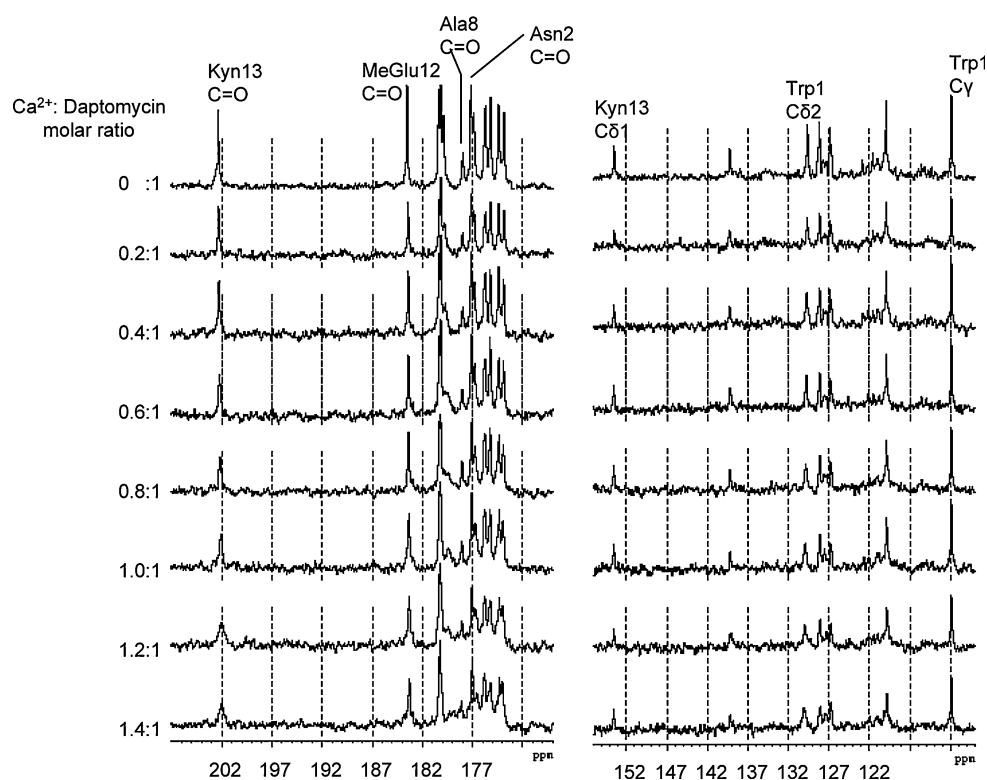 Ala8
C=O
Asn2
C=O
Trp1
Cγ
Kyn13
C=O
MeGlu12
C=O
Trp1
Cδ2
Kyn13
Cδ1
Ca2+: Daptomycin
molar ratio
0 :1
0.2:1
0.4:1
0.6:1
0.8:1
1.0:1
1.2:1
1.4:1
ppm
ppm
202 197 192 187 182 177
152 147 142 137 132 127 122